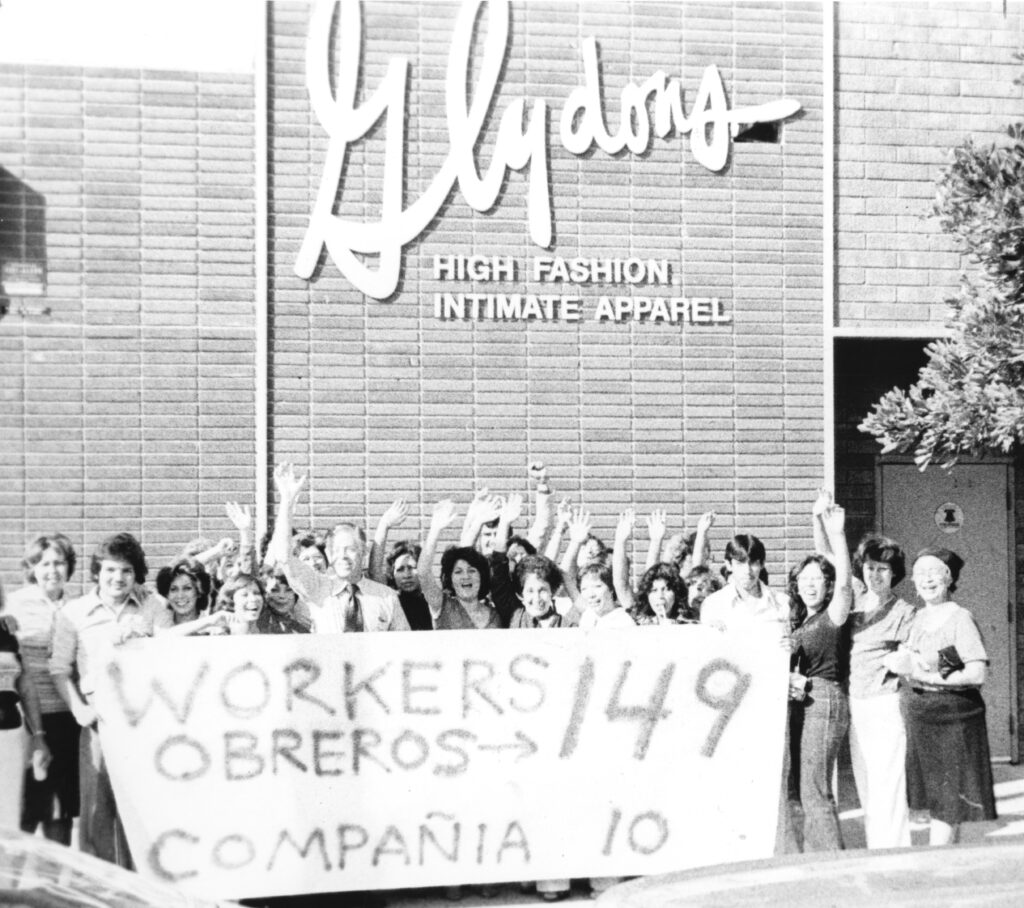 Glydons
HIGH FASHION
INTIMATE APPAREL
WORKERS 149
OBREROS →
COMPAÑIA 10